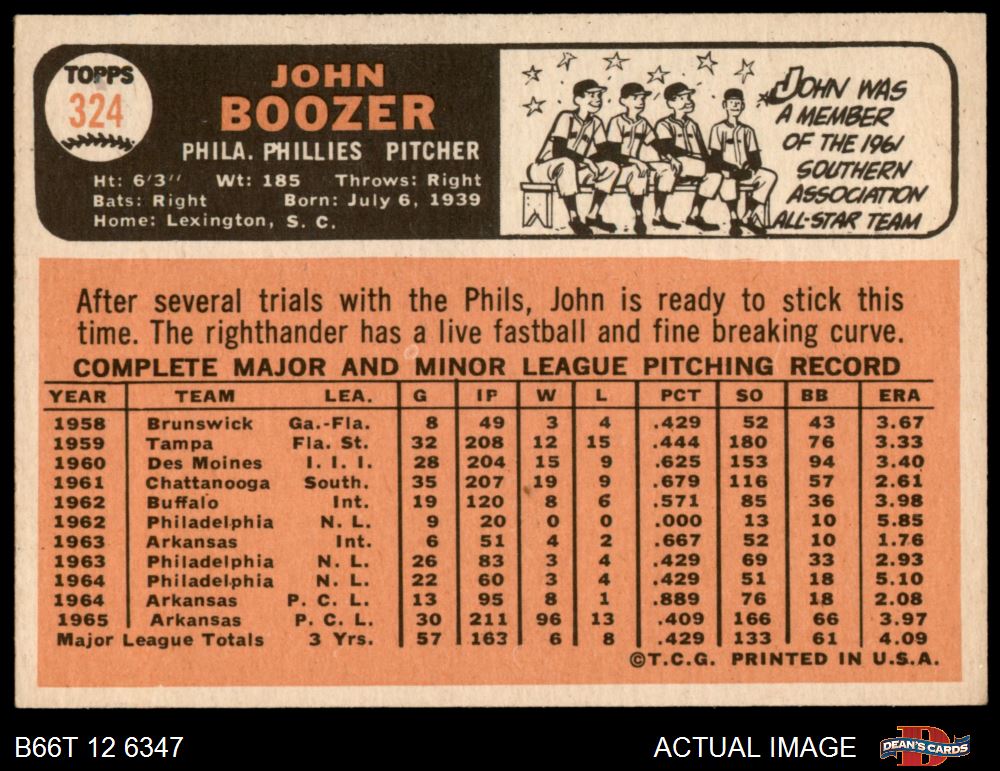 TOPPS
324
JOHN
BOOZER
PHILA. PHILLIES PITCHER
Ht: 6'3" Wt: 185 Throws: Right
Bats: Right Born: July 6, 1939
Home: Lexington, S. C.
JOHN WAS
A MEMBER
OF THE 1961
SOUTHERN
ASSOCIATION
ALL-STAR TEAM
After several trials with the Phils, John is ready to stick this
time. The righthander has a live fastball and fine breaking curve.
COMPLETE MAJOR AND MINOR LEAGUE PITCHING RECORD
YEAR TEAM LEA. G IP W L PCT SO BB ERA
1958 Brunswick Ga.-Fla. 8 49 3 4 .429 52 43 3.67
1959 Tampa Fla. St. 32 208 12 15 .444 180 76 3.33
1960 Des Moines I. I. I. 28 204 15 9 .625 153 94 3.40
1961 Chattanooga South. 35 207 19 9 .679 116 57 2.61
1962 Buffalo Int. 19 120 8 6 .571 85 36 3.98
1962 Philadelphia N. L. 9 20 0 0 .000 13 10 5.85
1963 Arkansas Int. 6 51 4 2 .667 52 10 1.76
1963 Philadelphia N. L. 26 83 3 4 .429 69 33 2.93
1964 Philadelphia N. L. 22 60 3 4 .429 51 18 5.10
1964 Arkansas P. C. L. 13 95 8 1 .889 76 18 2.08
1965 Arkansas P. C. L. 30 211 96 13 .409 166 66 3.97
Major League Totals 3 Yrs. 57 163 6 8 .429 133 61 4.09
©T.C.G. PRINTED IN U.S.A.
B66T 12 6347
ACTUAL IMAGE
DEAN'S CARDS